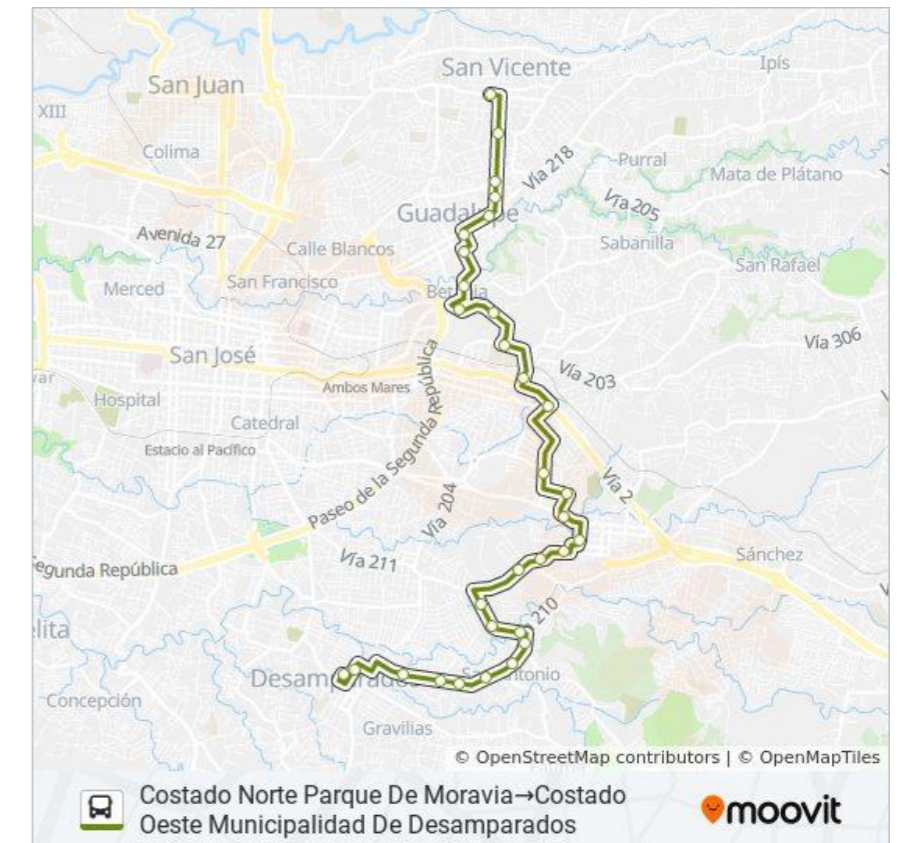 San Vicente
Ipís
San Juan
XIII
Colima
Vía 218
Purral
Mata de Plátano
Vía 205
Guadalupe
Avenida 27
Calle Blancos
Sabanilla
San Rafael
San Francisco
Merced
Betania
Vía 306
San José
Vía 203
var
Ambos Mares
Hospital
Catedral
Paseo de la Segunda República
Estacio al Pacífico
Vía 2
Vía 204
Sánchez
Vía 211
egunda República
210
elita
Desamparados
San Antonio
Concepción
Gravilias
© OpenStreetMap contributors | © OpenMapTiles
Costado Norte Parque De Moravia→Costado
Oeste Municipalidad De Desamparados
moovit